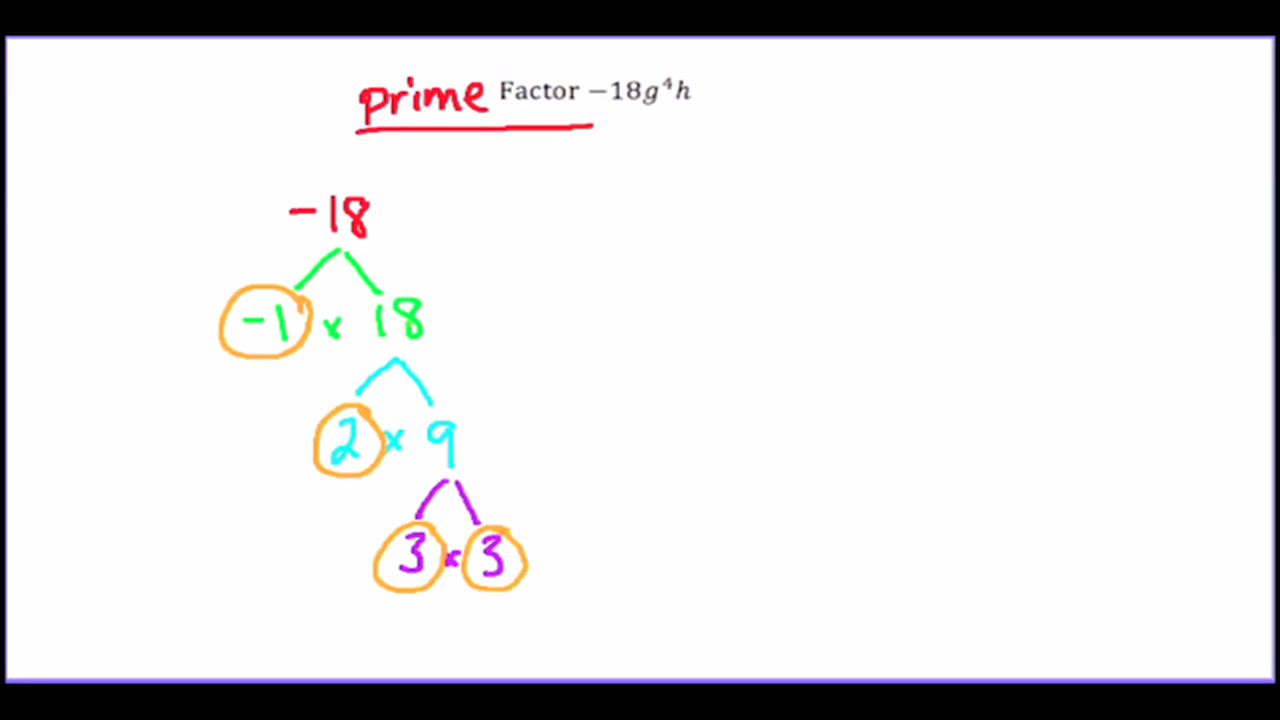 prime Factor −18g⁴h
-18
-1 x 18
2 x 9
3 x 3